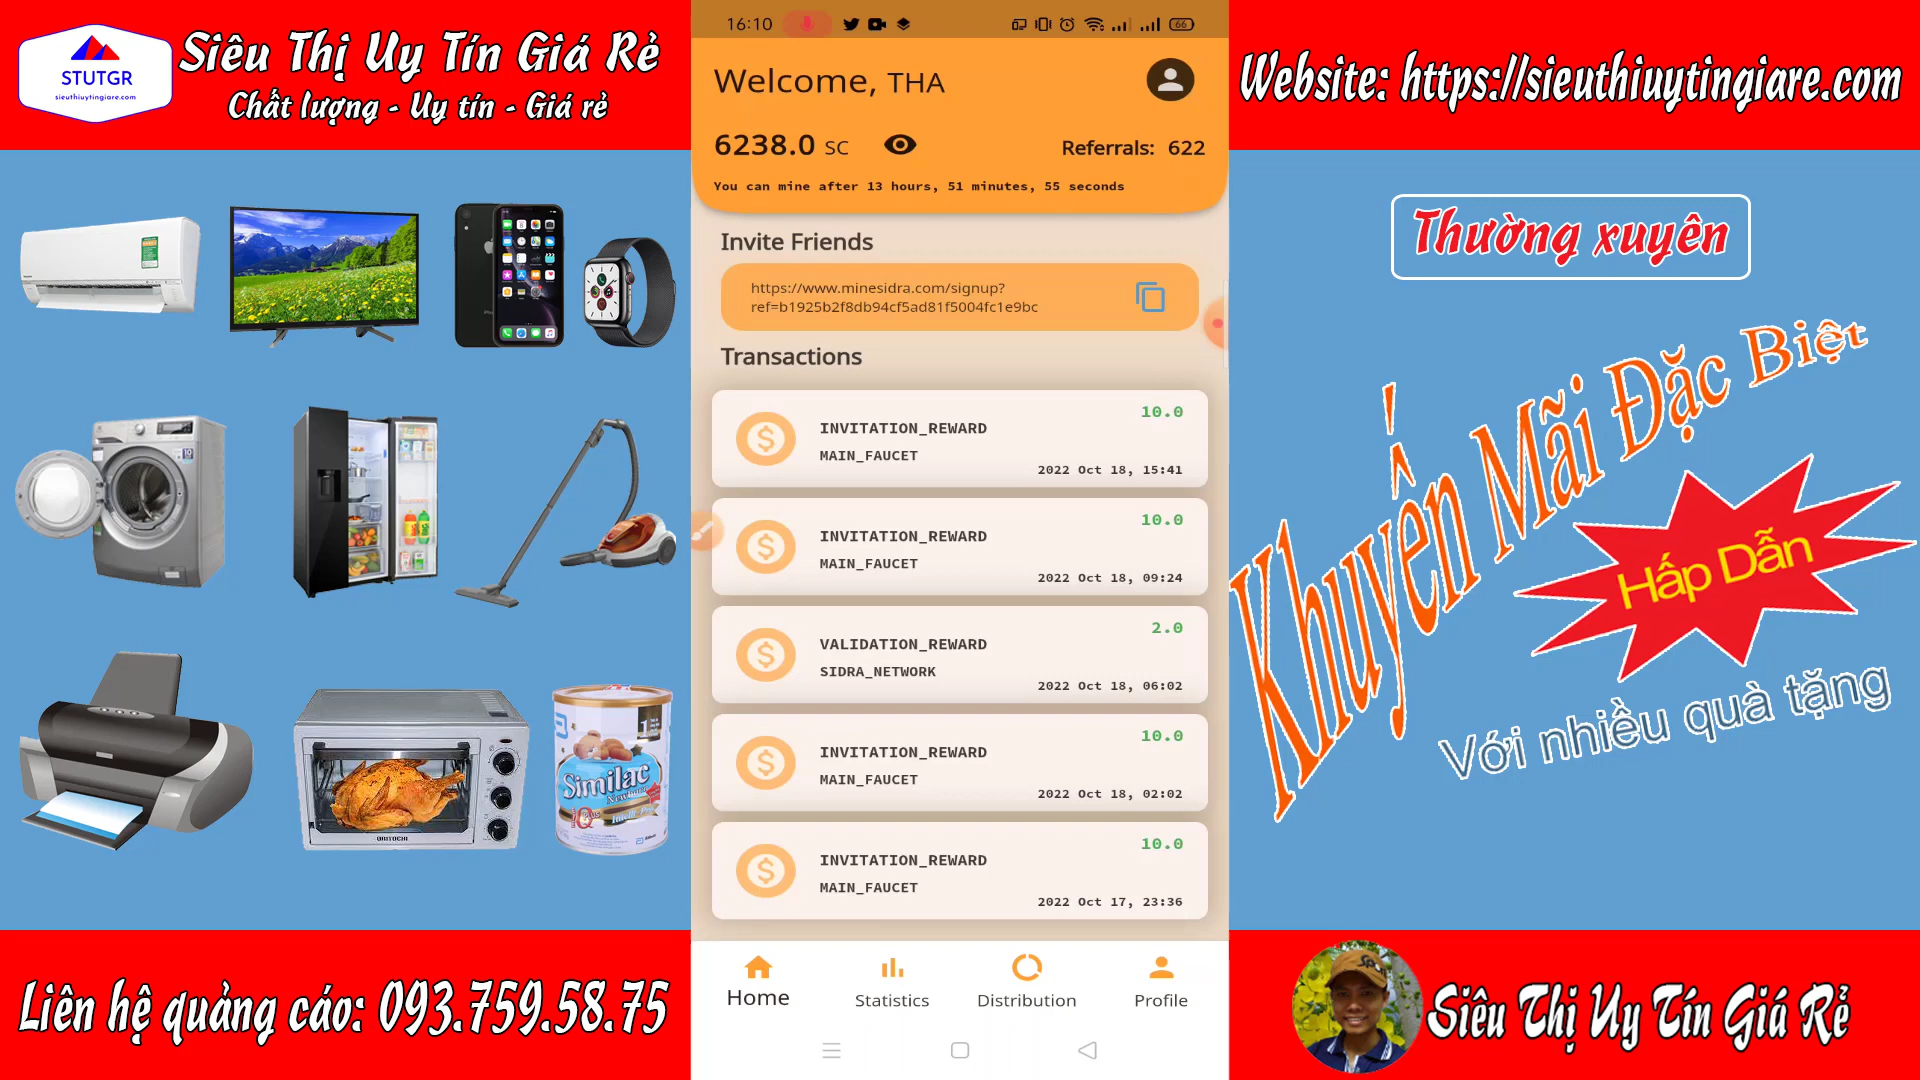 STUTGR
sieuthiuytingiare.com
Siêu Thị Uy Tín Giá Rẻ
Chất lượng - Uy tín - Giá rẻ
16:10
66
Welcome, THA
6238.0 SC
Referrals: 622
You can mine after 13 hours, 51 minutes, 55 seconds
Invite Friends
https://www.minesidra.com/signup?
ref=b1925b2f8db94cf5ad81f5004fc1e9bc
Transactions
10.0
INVITATION_REWARD
MAIN_FAUCET
2022 Oct 18, 15:41
10.0
INVITATION_REWARD
MAIN_FAUCET
2022 Oct 18, 09:24
2.0
VALIDATION_REWARD
SIDRA_NETWORK
2022 Oct 18, 06:02
10.0
INVITATION_REWARD
MAIN_FAUCET
2022 Oct 18, 02:02
10.0
INVITATION_REWARD
MAIN_FAUCET
2022 Oct 17, 23:36
Home
Statistics
Distribution
Profile
Website: https://sieuthiuytingiare.com
Thường xuyên
Khuyến Mãi Đặc Biệt !
Hấp Dẫn
Với nhiều quà tặng
Similac
1
IQ
Liên hệ quảng cáo: 093.759.58.75
Siêu Thị Uy Tín Giá Rẻ